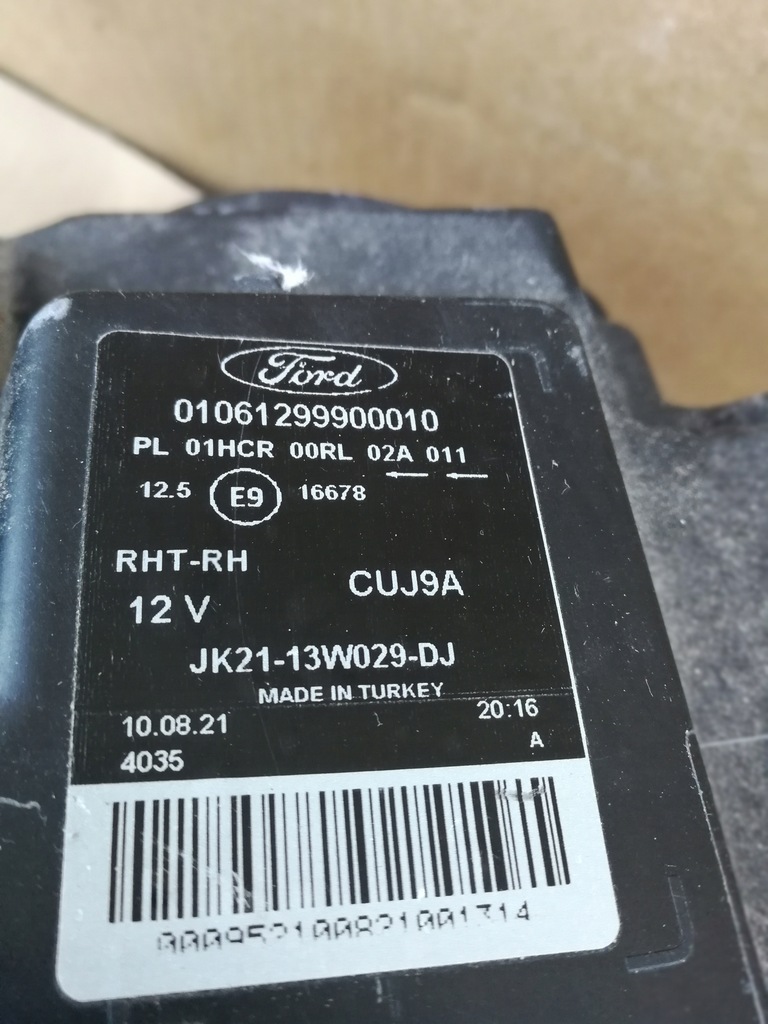 Ford
01061299900010
PL 01HCR 00RL 02A 011
12.5 E9 16678
RHT-RH
CUJ9A
12 V
JK21-13W029-DJ
MADE IN TURKEY
10.08.21 20:16
4035 A
000952100821001314